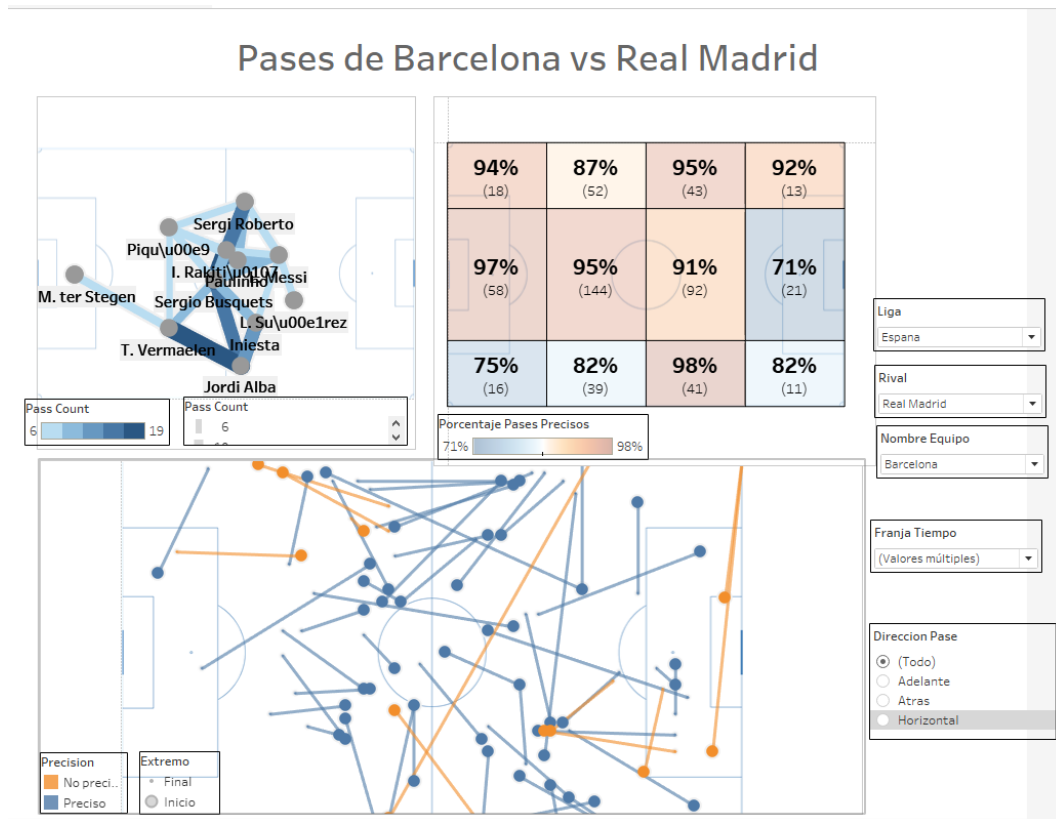 Pases de Barcelona vs Real Madrid
Sergi Roberto
Piqu\u00e9
I. Rakiti\u0107
Messi
Paulinho
M. ter Stegen
Sergio Busquets
L. Su\u00e1rez
T. Vermaelen
Iniesta
Jordi Alba
Pass Count
6
19
Pass Count
6
94%
(18)
87%
(52)
95%
(43)
92%
(13)
97%
(58)
95%
(144)
91%
(92)
71%
(21)
75%
(16)
82%
(39)
98%
(41)
82%
(11)
Porcentaje Pases Precisos
71%
98%
Liga
Espana
Rival
Real Madrid
Nombre Equipo
Barcelona
Franja Tiempo
(Valores múltiples)
Direccion Pase
(Todo)
Adelante
Atras
Horizontal
Precision
No preci..
Preciso
Extremo
Final
Inicio